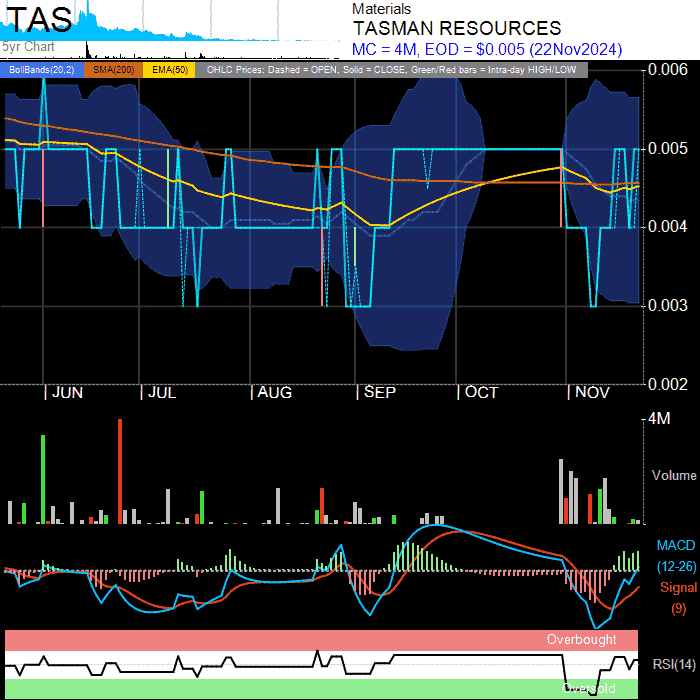 TAS
5yr Chart
Materials
TASMAN RESOURCES
MC = 4M, EOD = $0.005 (22Nov2024)
BollBands(20,2) SMA(200) EMA(50) OHLC Prices: Dashed = OPEN, Solid = CLOSE, Green/Red bars = Intra-day HIGH/LOW
0.006
0.005
0.004
0.003
0.002
JUN JUL AUG SEP OCT NOV
4M
Volume
MACD
(12-26)
Signal
(9)
Overbought
RSI(14)
Oversold